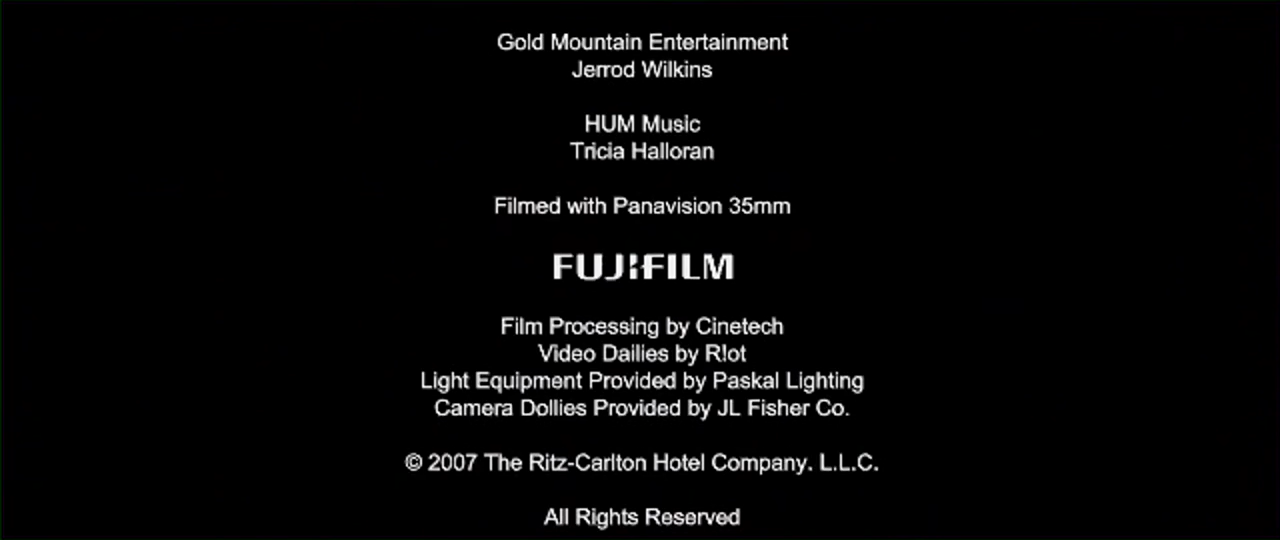 Gold Mountain Entertainment
Jerrod Wilkins
HUM Music
Tricia Halloran
Filmed with Panavision 35mm
FUJIFILM
Film Processing by Cinetech
Video Dailies by R!ot
Light Equipment Provided by Paskal Lighting
Camera Dollies Provided by JL Fisher Co.
© 2007 The Ritz-Carlton Hotel Company. L.L.C.
All Rights Reserved